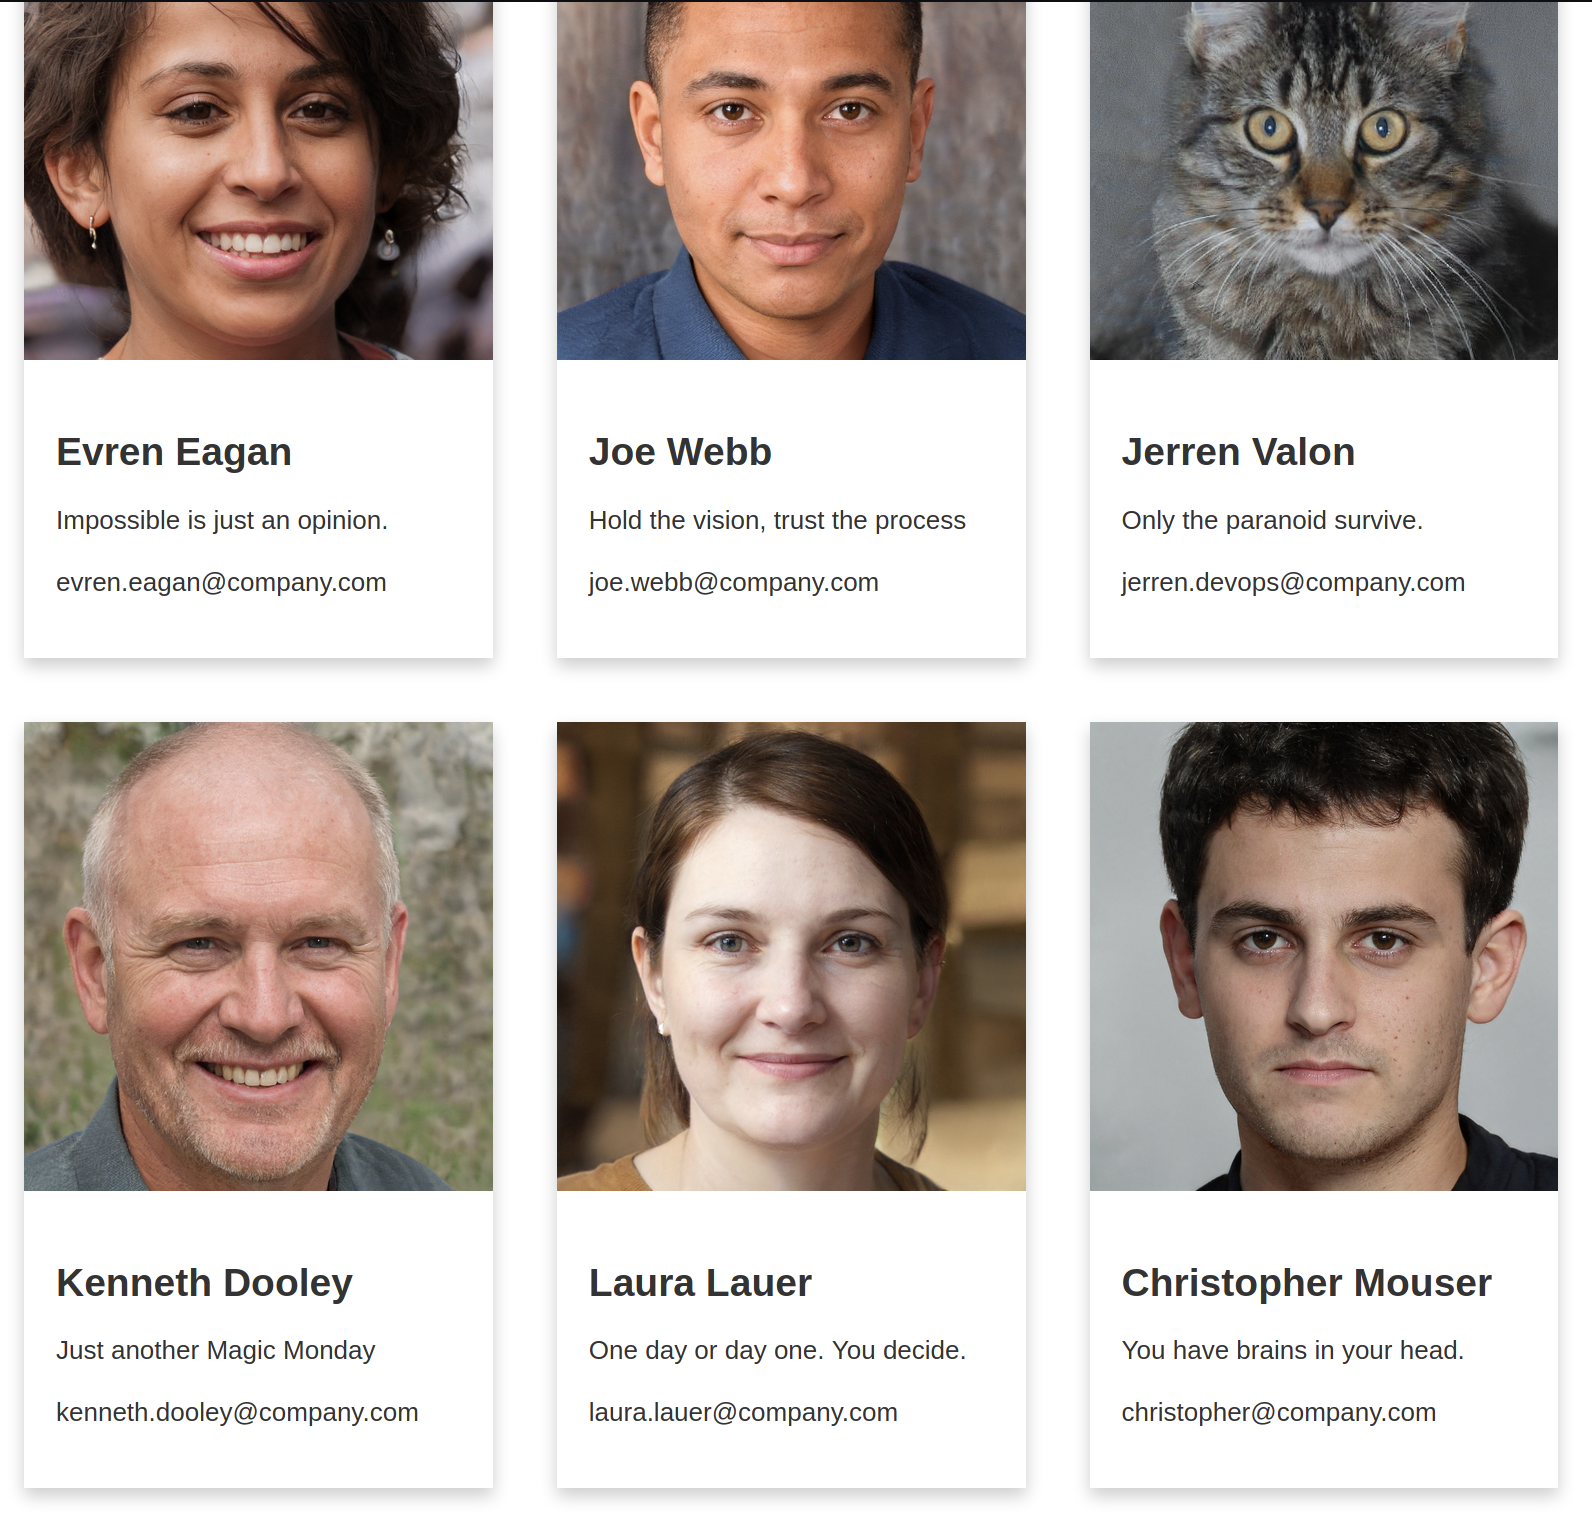 Evren Eagan
Impossible is just an opinion.
evren.eagan@company.com
Joe Webb
Hold the vision, trust the process
joe.webb@company.com
Jerren Valon
Only the paranoid survive.
jerren.devops@company.com
Kenneth Dooley
Just another Magic Monday
kenneth.dooley@company.com
Laura Lauer
One day or day one. You decide.
laura.lauer@company.com
Christopher Mouser
You have brains in your head.
christopher@company.com